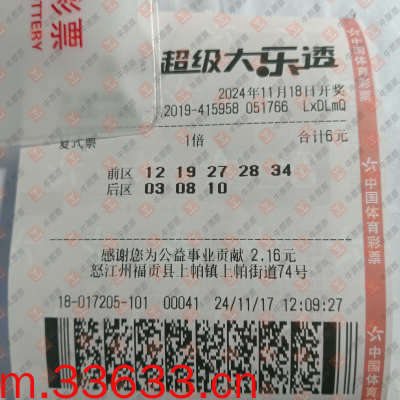 彩票
TTERY
超级大乐透
2024年11月18日开奖
2019-415958 051766 LxDLmQ
复式票 1倍 合计6元
前区 12 19 27 28 34
后区 03 08 10
感谢您为公益事业贡献 2.16元
怒江州福贡县上帕镇上帕街道74号
18-017205-101 00041 24/11/17 12:09:27
中国体育彩票
中国体育彩票
中国体育
m.33633.cn